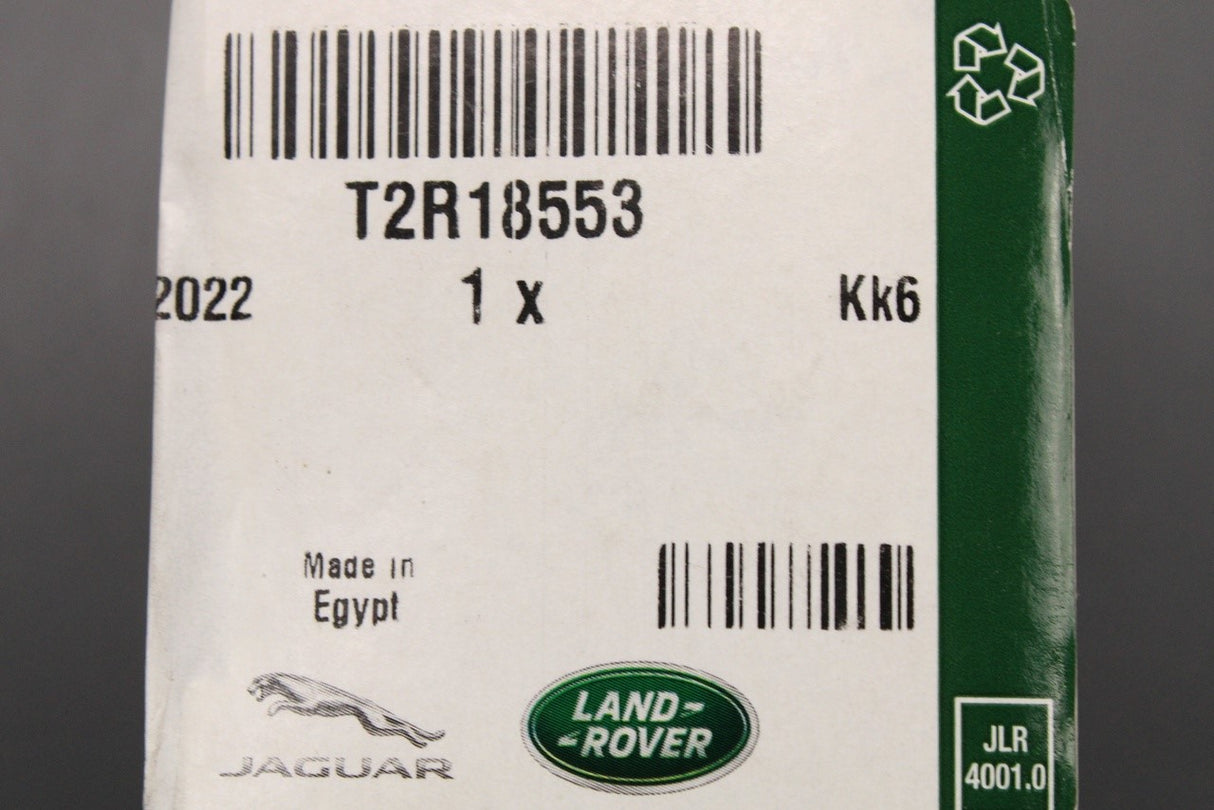 T2R18553
2022 1 x Kk6
Made in
Egypt
JAGUAR
LAND-
-ROVER
JLR
4001.0